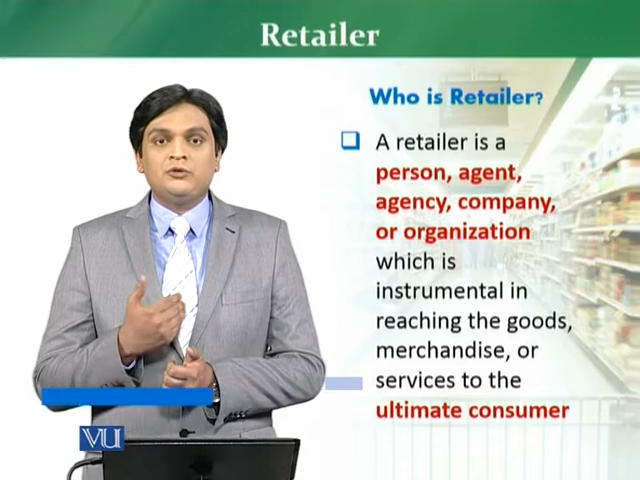 Retailer
Who is Retailer?
A retailer is a
person, agent,
agency, company,
or organization
which is
instrumental in
reaching the goods,
merchandise, or
services to the
ultimate consumer
VU